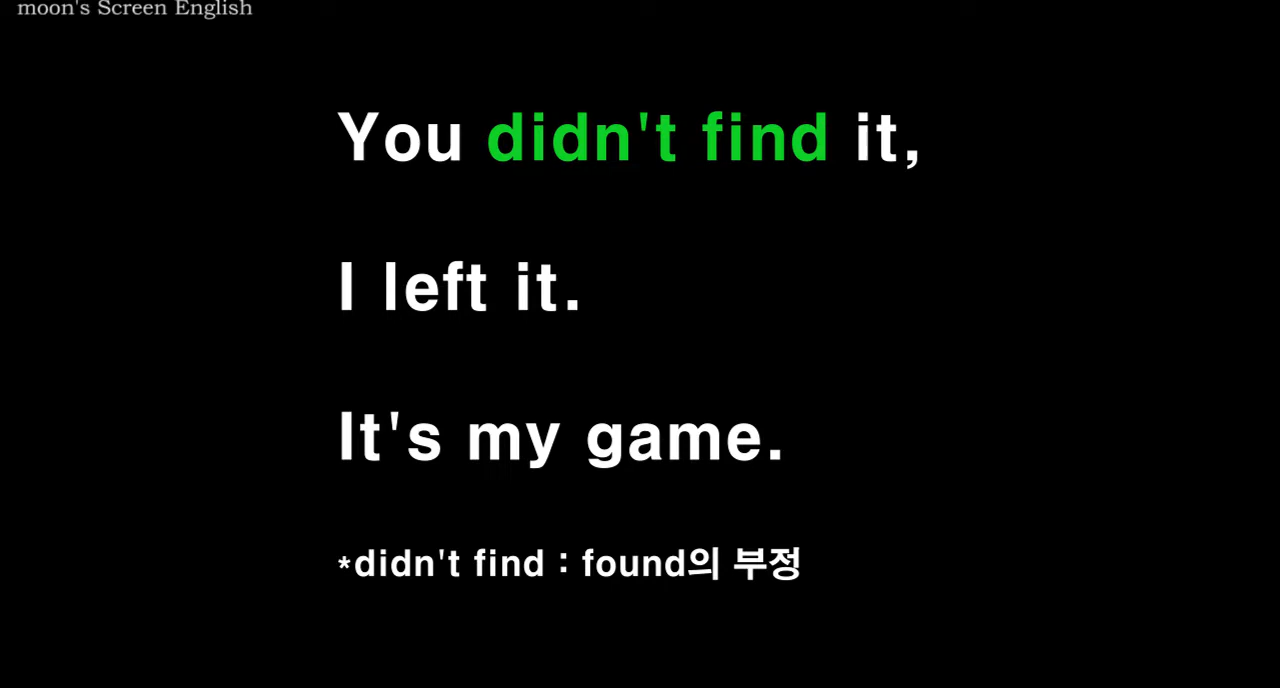 moon's Screen English
You didn't find it,
I left it.
It's my game.
*didn't find : found의 부정